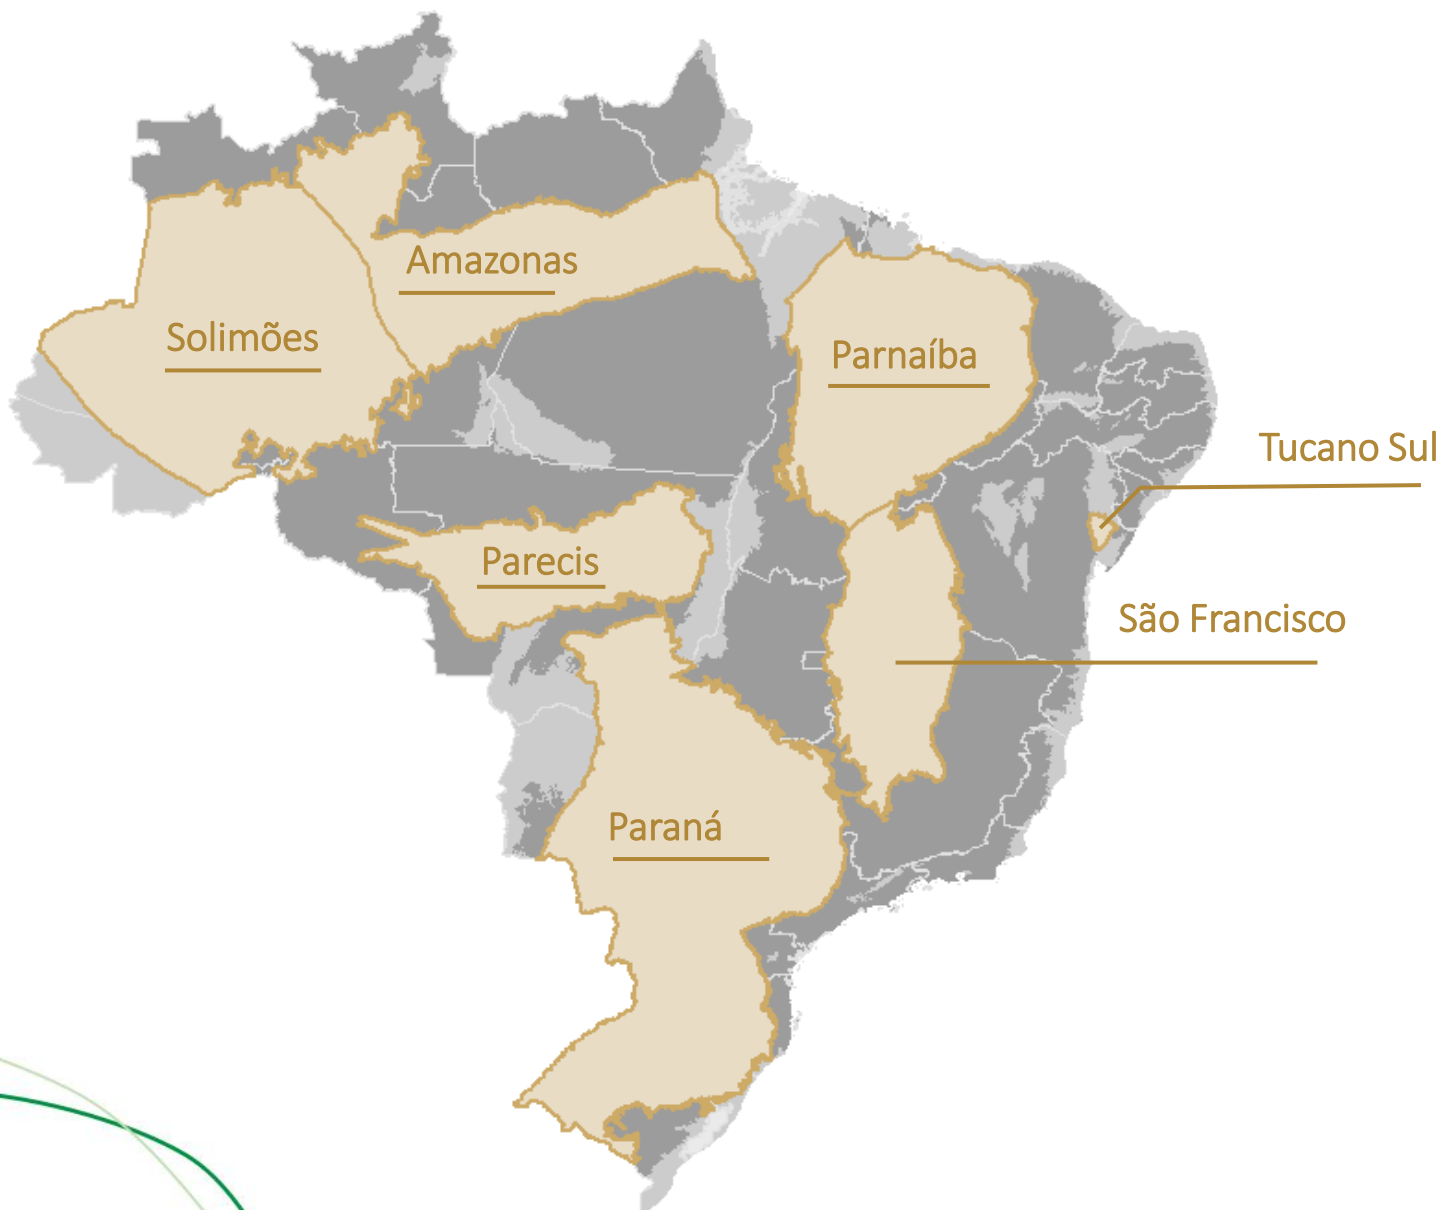 Amazonas
Solimões
Parnaíba
Tucano Sul
Parecis
São Francisco
Paraná